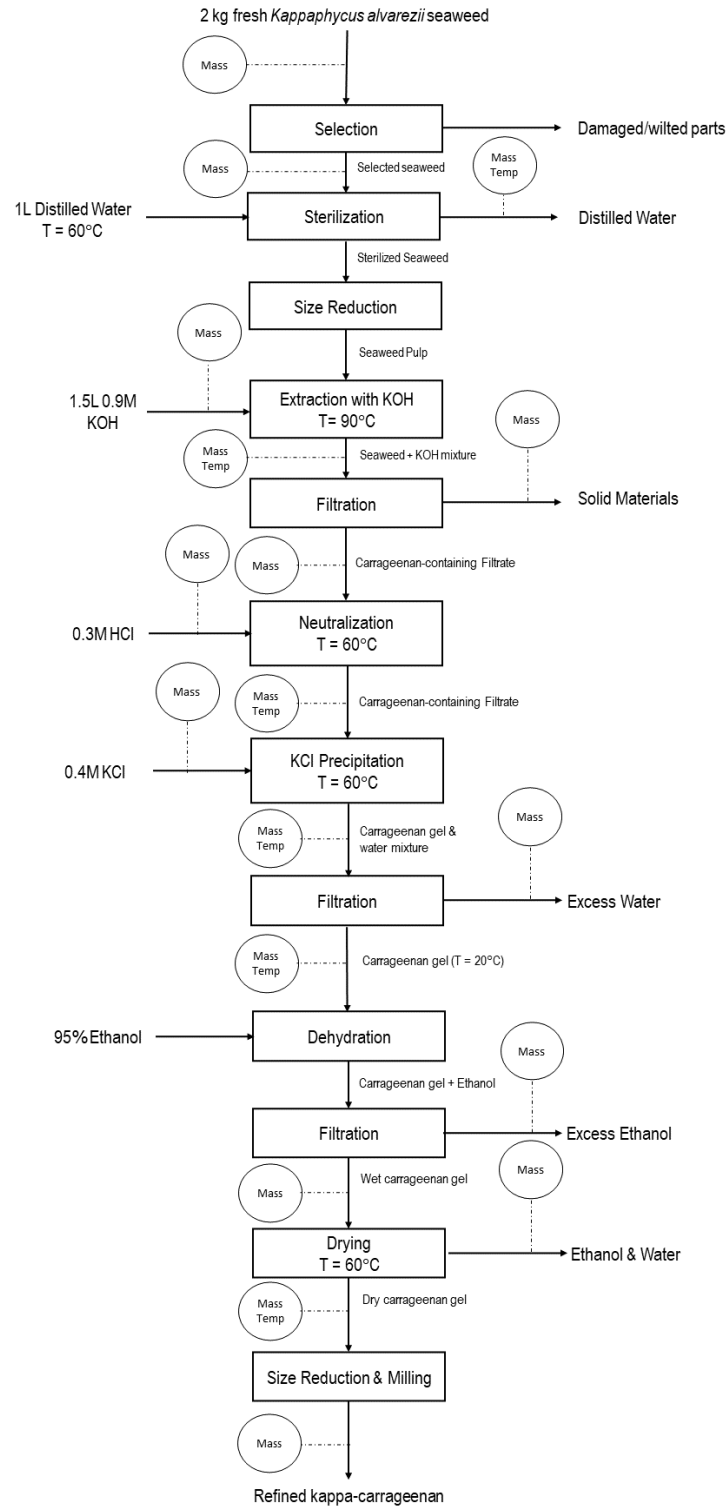 2 kg fresh Kappaphycus alvarezii seaweed
Mass
Selection
Damaged/wilted parts
Mass
Selected seaweed
Mass
Temp
1L Distilled Water
T = 60°C
Sterilization
Distilled Water
Sterilized Seaweed
Size Reduction
Mass
Seaweed Pulp
1.5L 0.9M
KOH
Extraction with KOH
T= 90°C
Mass
Mass
Temp
Seaweed + KOH mixture
Filtration
Solid Materials
Mass
Mass
Carrageenan-containing Filtrate
0.3M HCl
Neutralization
T = 60°C
Mass
Mass
Temp
Carrageenan-containing Filtrate
0.4M KCl
KCl Precipitation
T = 60°C
Mass
Temp
Carrageenan gel &
water mixture
Mass
Filtration
Excess Water
Mass
Temp
Carrageenan gel (T = 20°C)
95% Ethanol
Dehydration
Mass
Carrageenan gel + Ethanol
Filtration
Excess Ethanol
Mass
Wet carrageenan gel
Mass
Drying
T = 60°C
Ethanol & Water
Mass
Temp
Dry carrageenan gel
Size Reduction & Milling
Mass
Refined kappa-carrageenan